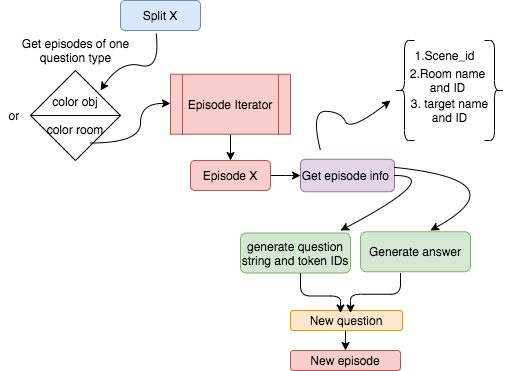 Split X
Get episodes of one
question type
or
color obj
color room
Episode Iterator
1.Scene_id
2.Room name
and ID
3. target name
and ID
Episode X
Get episode info
generate question
string and token IDs
Generate answer
New question
New episode